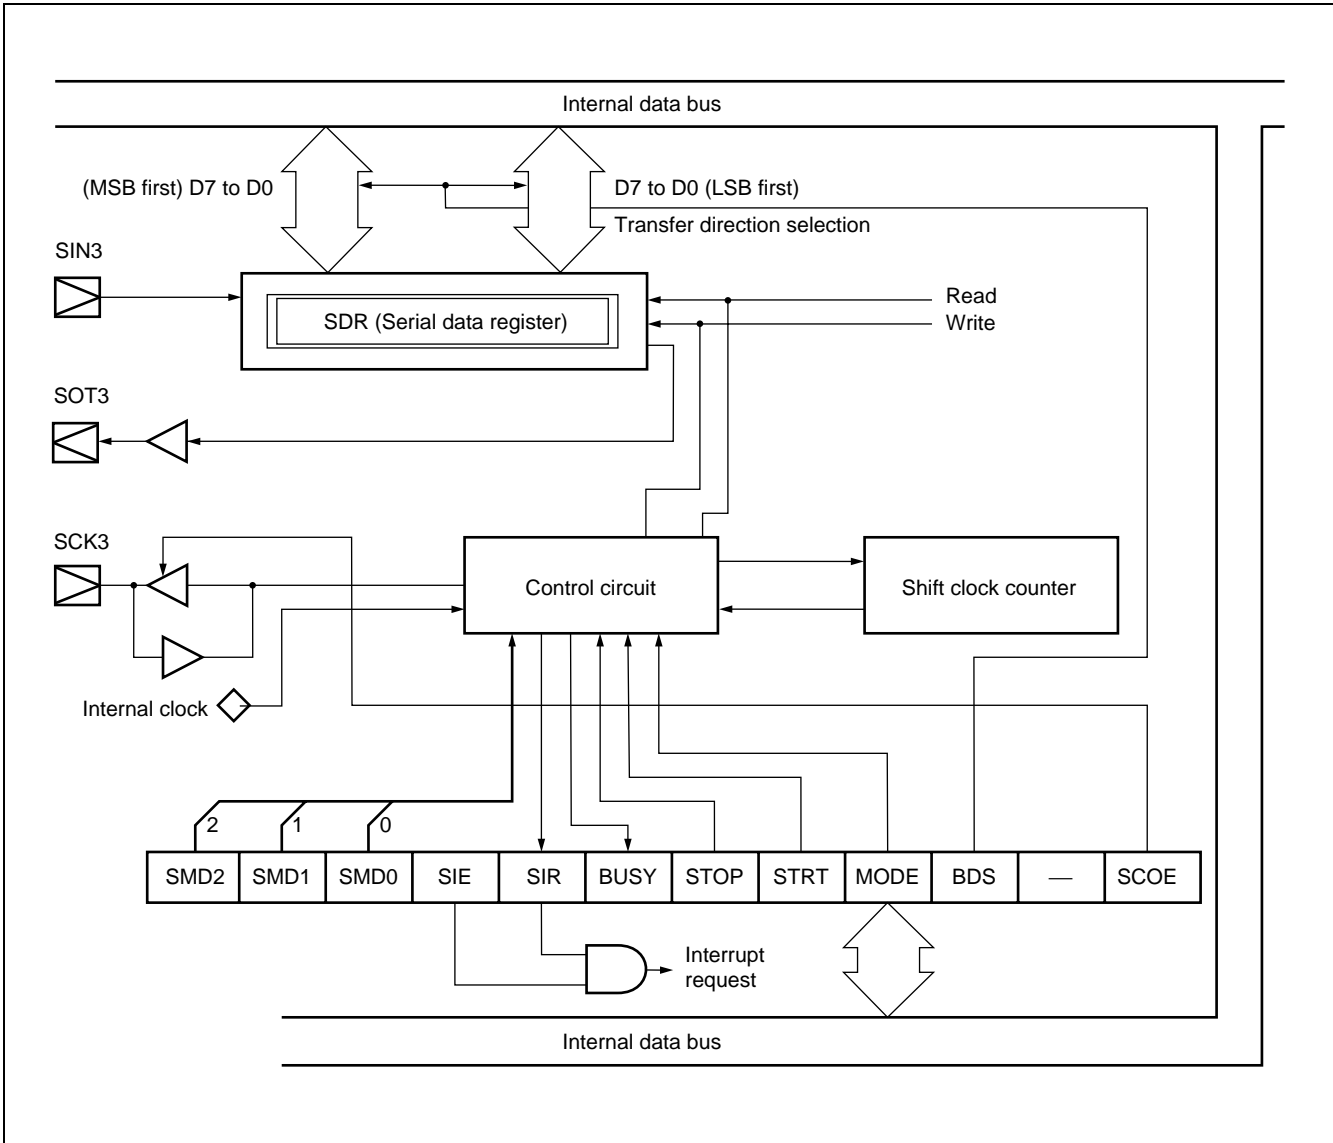 Internal data bus
(MSB first) D7 to D0
D7 to D0 (LSB first)
Transfer direction selection
SIN3
SDR (Serial data register)
Read
Write
SOT3
SCK3
Control circuit
Shift clock counter
Internal clock
2 1 0
SMD2 SMD1 SMD0 SIE SIR BUSY STOP STRT MODE BDS — SCOE
Interrupt
request
Internal data bus